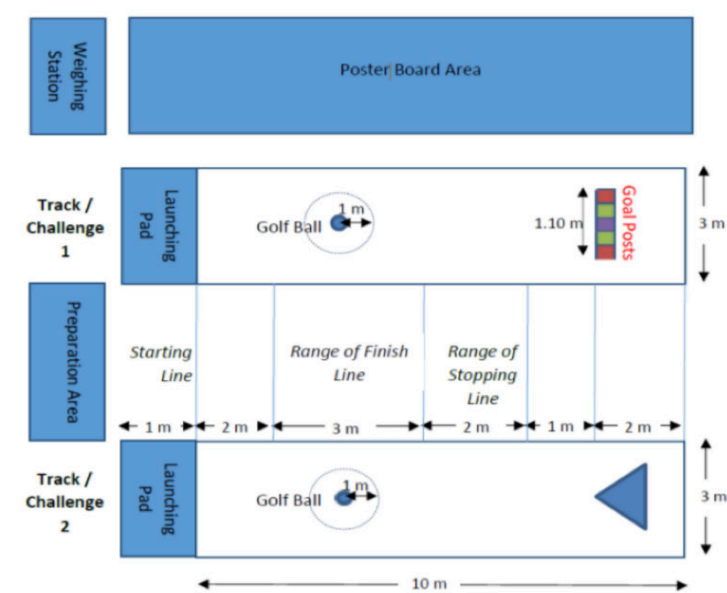 Weighing
Station
Poster Board Area
Track /
Challenge
1
Launching
Pad
Golf Ball
1 m
1.10 m
Goal Posts
3 m
Preparation Area
Starting
Line
Range of Finish
Line
Range of
Stopping
Line
1 m
2 m
3 m
2 m
1 m
2 m
Track /
Challenge
2
Launching
Pad
Golf Ball
1 m
3 m
10 m